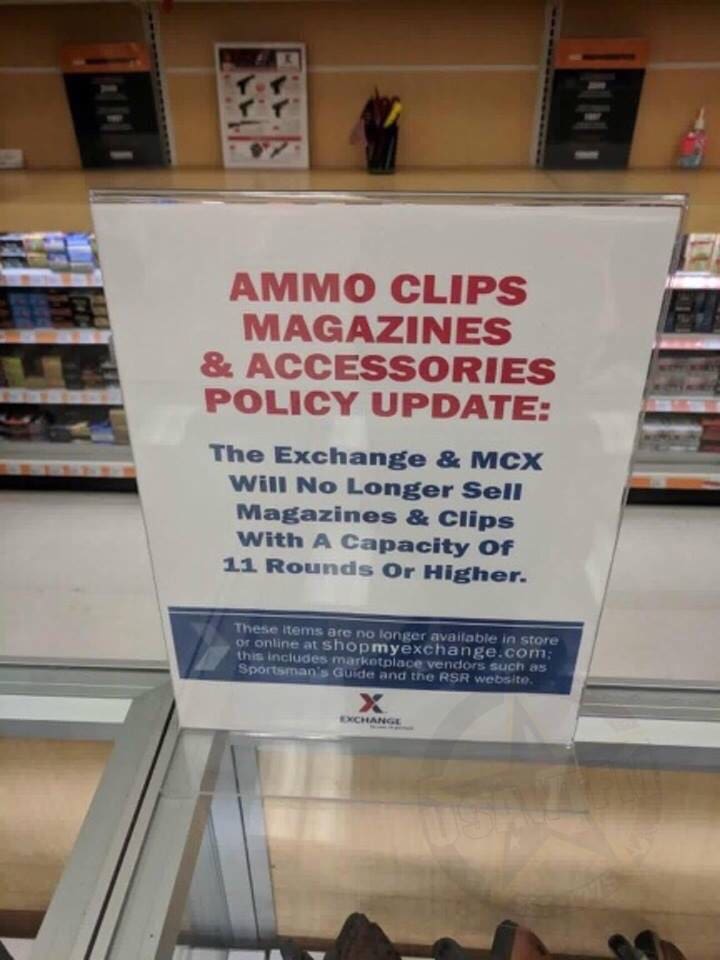 AMMO CLIPS
MAGAZINES
& ACCESSORIES
POLICY UPDATE:
The Exchange & MCX
Will No Longer Sell
Magazines & Clips
With A Capacity Of
11 Rounds Or Higher.
These items are no longer available in store
or online at shopmyexchange.com;
this includes marketplace vendors such as
Sportsman's Guide and the RSR website.
X
EXCHANGE